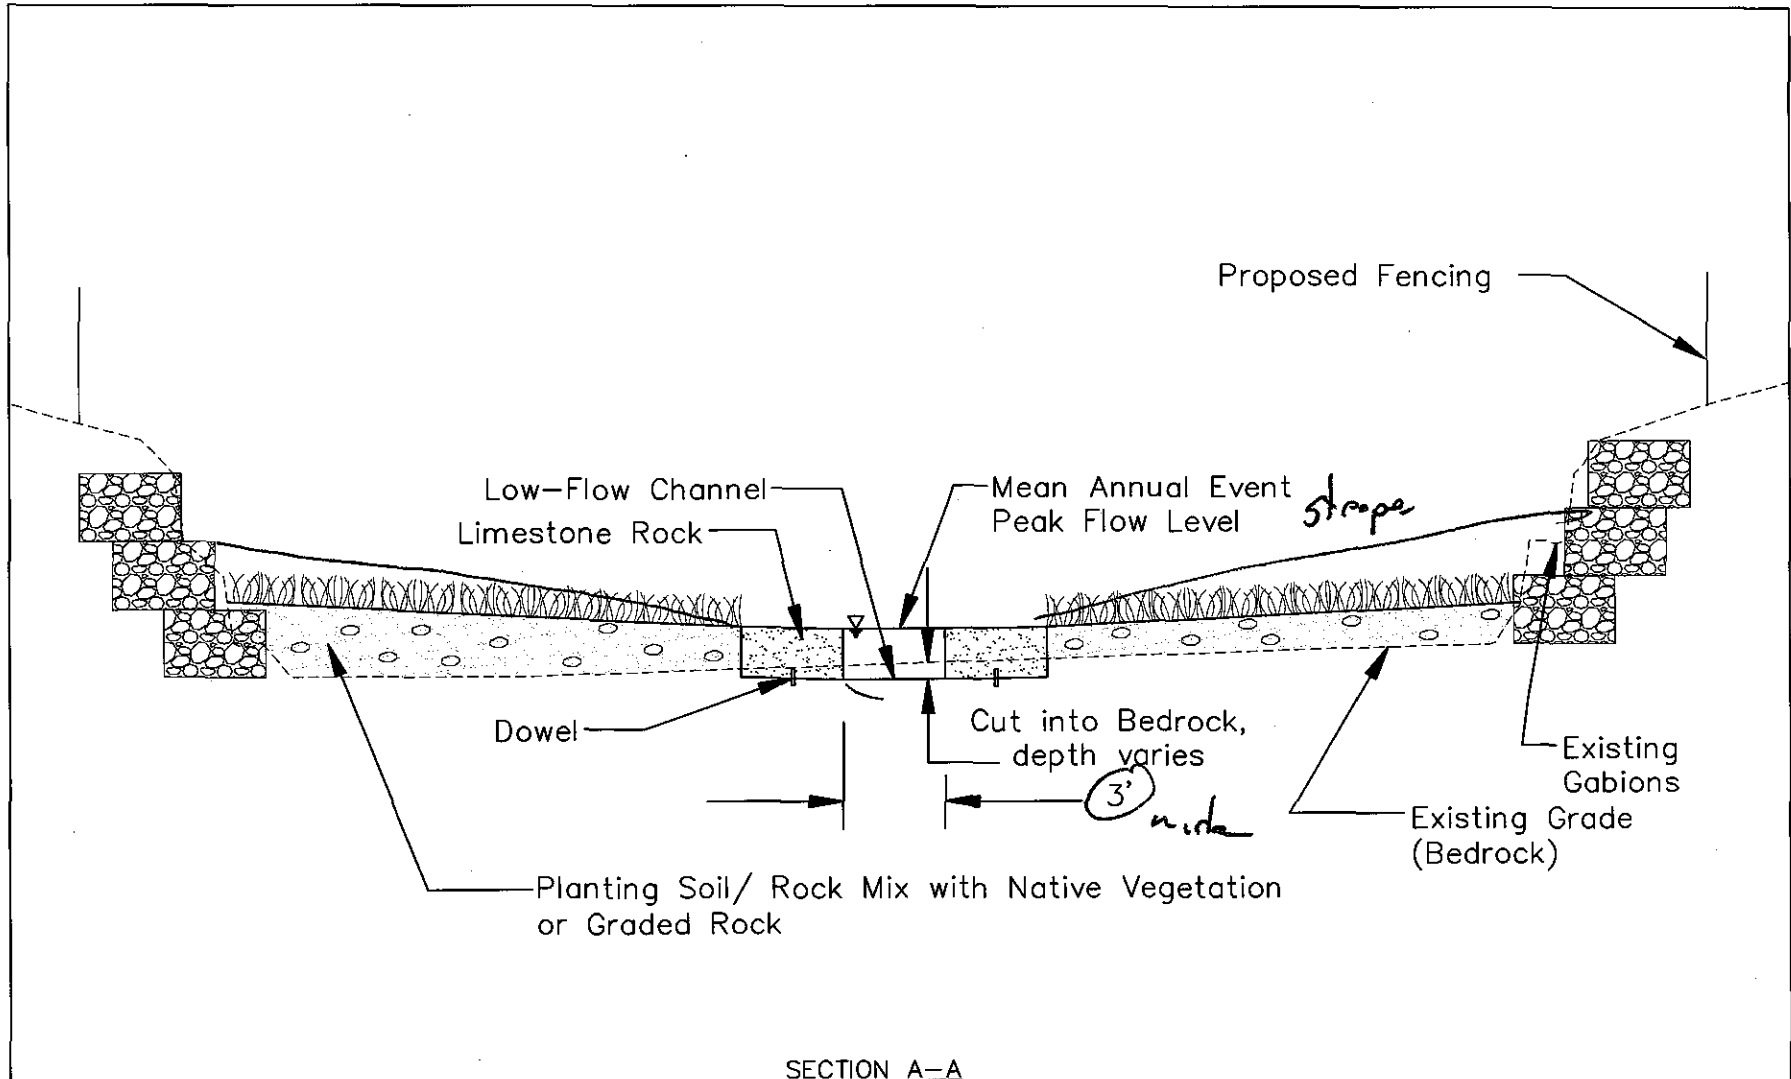 Proposed Fencing
Low-Flow Channel
Limestone Rock
Mean Annual Event
Peak Flow Level
Dowel
Cut into Bedrock,
depth varies
3'
Existing
Gabions
Existing Grade
(Bedrock)
Planting Soil/ Rock Mix with Native Vegetation
or Graded Rock
SECTION A-A